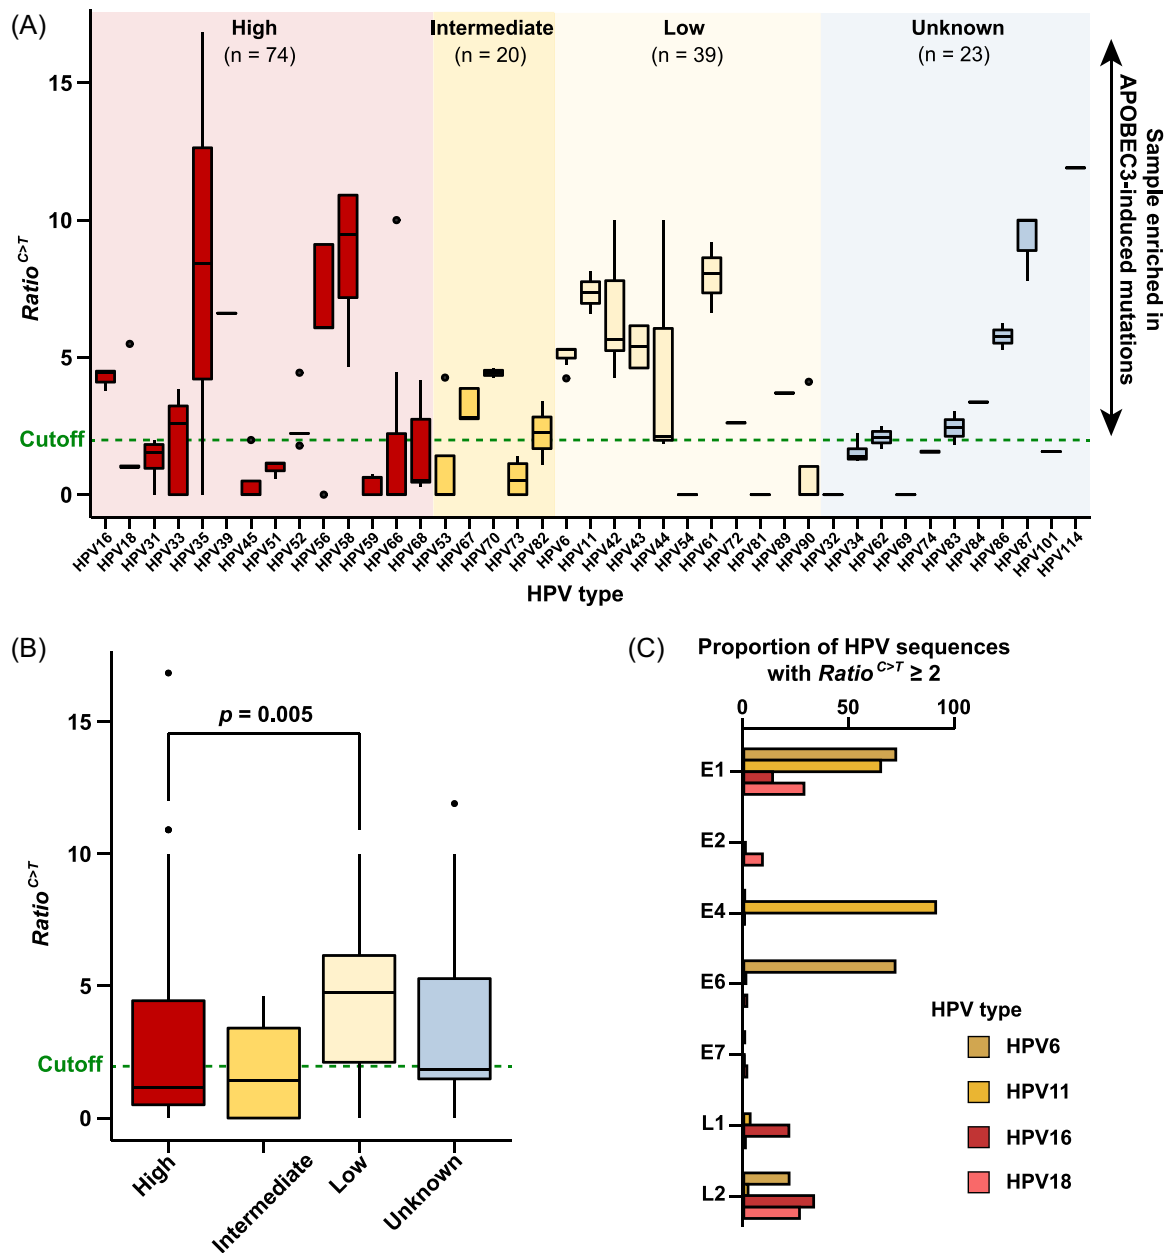 (A)
High
(n = 74)
Intermediate
(n = 20)
Low
(n = 39)
Unknown
(n = 23)
15
10
5
0
Ratio^C>T
Cutoff
Sample enriched in
APOBEC3-induced mutations
HPV16
HPV18
HPV31
HPV33
HPV35
HPV39
HPV45
HPV51
HPV52
HPV56
HPV58
HPV59
HPV66
HPV68
HPV53
HPV67
HPV70
HPV73
HPV82
HPV6
HPV11
HPV42
HPV43
HPV44
HPV54
HPV61
HPV72
HPV81
HPV89
HPV90
HPV32
HPV34
HPV62
HPV69
HPV74
HPV83
HPV84
HPV86
HPV87
HPV101
HPV114
HPV type
(B)
p = 0.005
15
10
5
0
Ratio^C>T
Cutoff
High
Intermediate
Low
Unknown
(C)
Proportion of HPV sequences
with Ratio^C>T ≥ 2
0 50 100
E1
E2
E4
E6
E7
L1
L2
HPV type
HPV6
HPV11
HPV16
HPV18